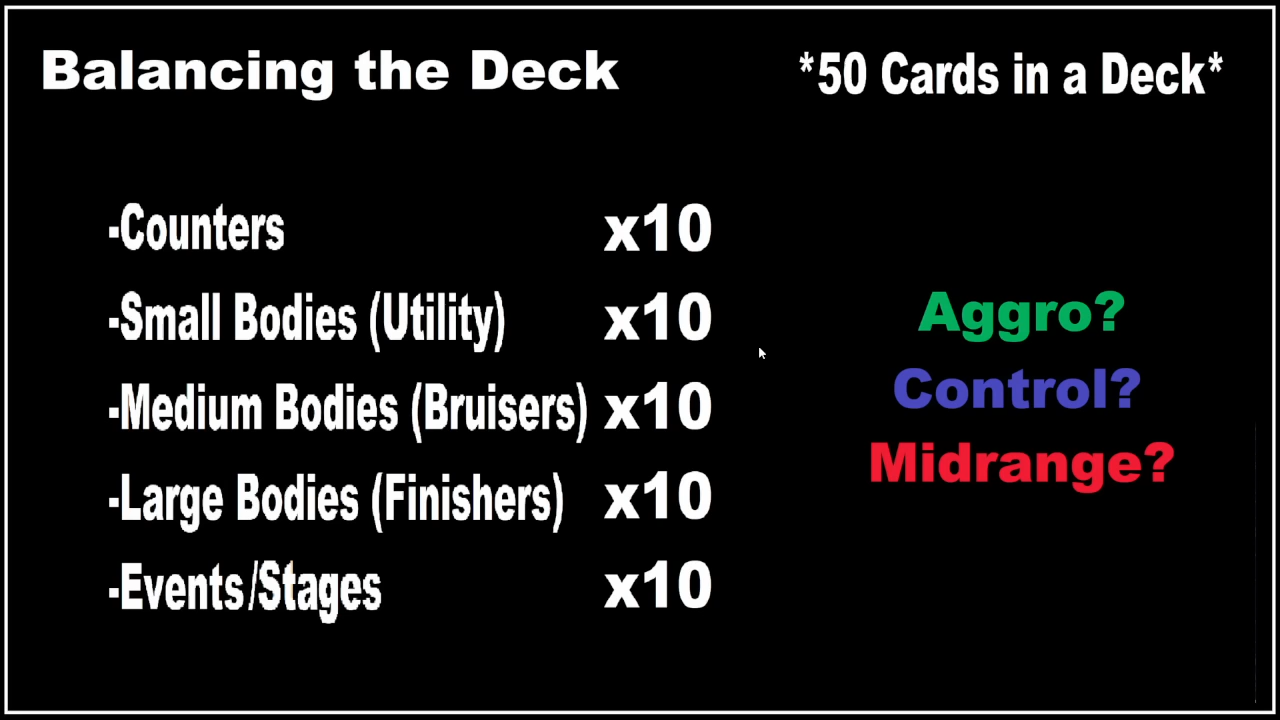 Balancing the Deck
*50 Cards in a Deck*
-Counters x10
-Small Bodies (Utility) x10
-Medium Bodies (Bruisers) x10
-Large Bodies (Finishers) x10
-Events/Stages x10
Aggro?
Control?
Midrange?